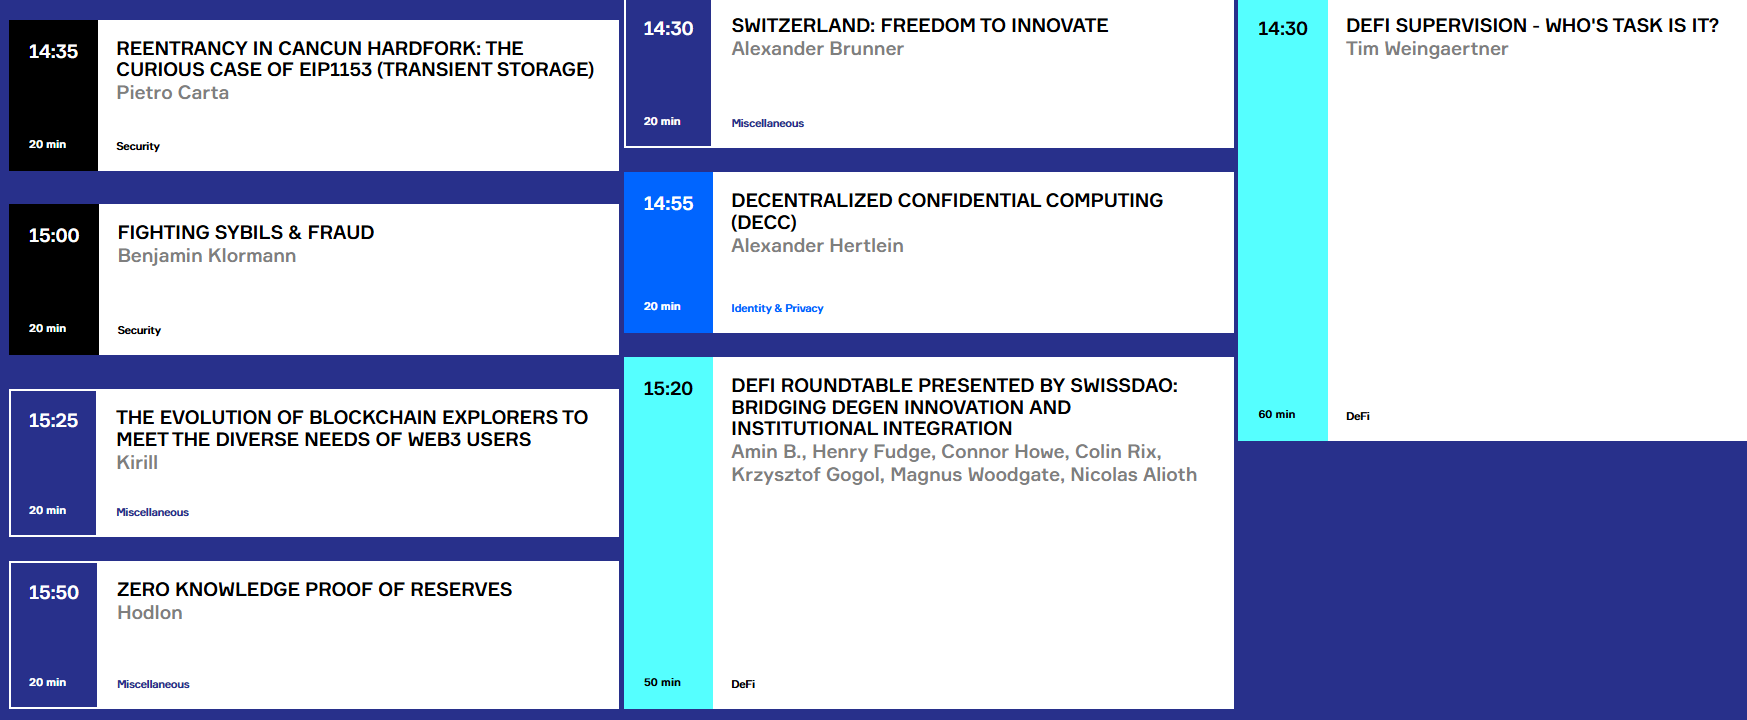 14:35
REENTRANCY IN CANCUN HARDFORK: THE
CURIOUS CASE OF EIP1153 (TRANSIENT STORAGE)
Pietro Carta
20 min
Security
15:00
FIGHTING SYBILS & FRAUD
Benjamin Klormann
20 min
Security
15:25
THE EVOLUTION OF BLOCKCHAIN EXPLORERS TO
MEET THE DIVERSE NEEDS OF WEB3 USERS
Kirill
20 min
Miscellaneous
15:50
ZERO KNOWLEDGE PROOF OF RESERVES
Hodlon
20 min
Miscellaneous
14:30
SWITZERLAND: FREEDOM TO INNOVATE
Alexander Brunner
20 min
Miscellaneous
14:55
DECENTRALIZED CONFIDENTIAL COMPUTING
(DECC)
Alexander Hertlein
20 min
Identity & Privacy
15:20
DEFI ROUNDTABLE PRESENTED BY SWISSDAO:
BRIDGING DEGEN INNOVATION AND
INSTITUTIONAL INTEGRATION
Amin B., Henry Fudge, Connor Howe, Colin Rix,
Krzysztof Gogol, Magnus Woodgate, Nicolas Alioth
50 min
DeFi
14:30
DEFI SUPERVISION - WHO'S TASK IS IT?
Tim Weingaertner
60 min
DeFi